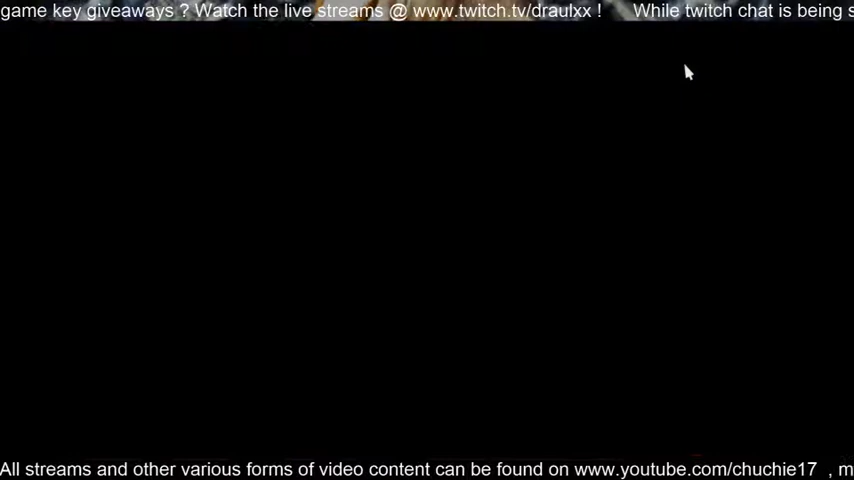 game key giveaways ? Watch the live streams @ www.twitch.tv/draulxx ! While twitch chat is being s
All streams and other various forms of video content can be found on www.youtube.com/chuchie17 , m